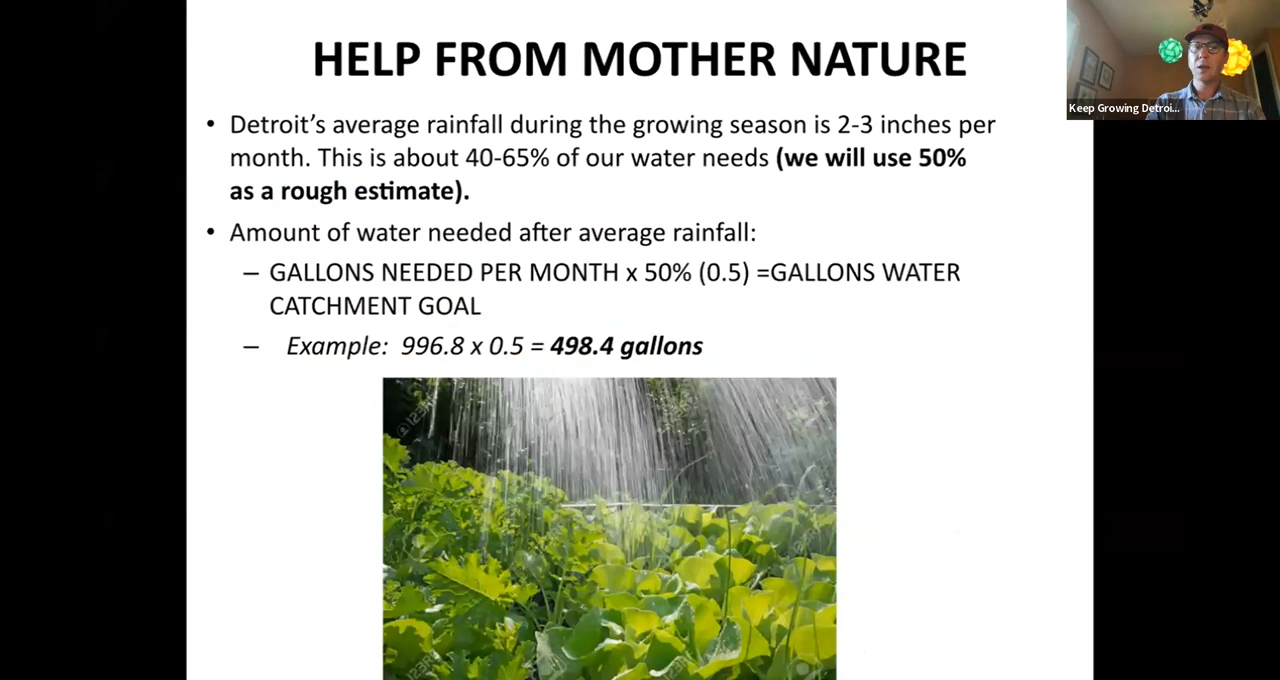 HELP FROM MOTHER NATURE
• Detroit's average rainfall during the growing season is 2-3 inches per
month. This is about 40-65% of our water needs (we will use 50%
as a rough estimate).
• Amount of water needed after average rainfall:
– GALLONS NEEDED PER MONTH x 50% (0.5) =GALLONS WATER
CATCHMENT GOAL
– Example: 996.8 x 0.5 = 498.4 gallons
Keep Growing Detroi...